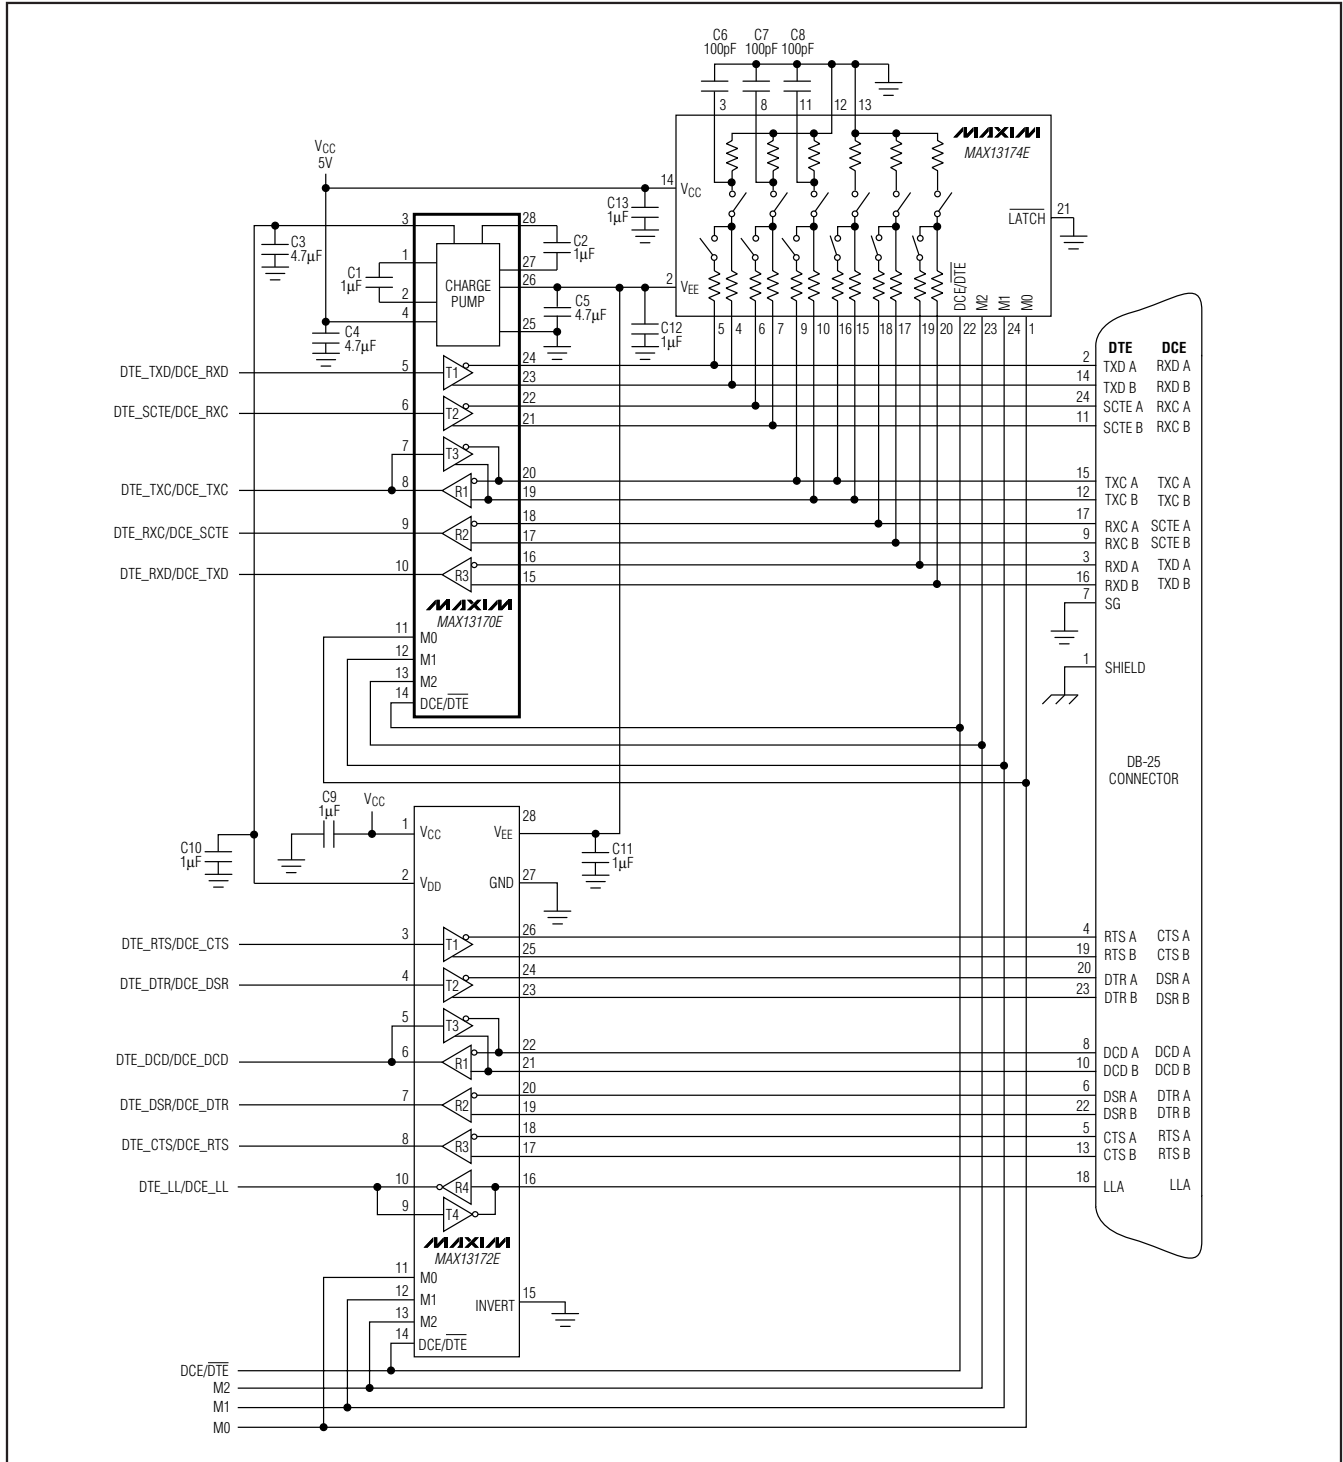 C6 C7 C8
100pF 100pF 100pF
3 8 11 12 13
MAXIM
MAX13174E
VCC
5V
14 VCC
C13
1µF
LATCH 21
3 28
C3
4.7µF
C2
1µF
1 27
C1
1µF
CHARGE
PUMP
26
2 VEE
DCE/DTE M2 M1 M0
2
4 25
C5
4.7µF
C12
1µF
C4
4.7µF
5 4 6 7 9 10 16 15 18 17 19 20 22 23 24 1
DTE DCE
DTE_TXD/DCE_RXD 5 T1 24 2 TXD A RXD A
23 14 TXD B RXD B
DTE_SCTE/DCE_RXC 6 T2 22 24 SCTE A RXC A
21 11 SCTE B RXC B
7 T3
DTE_TXC/DCE_TXC 8 R1 20 15 TXC A TXC A
19 12 TXC B TXC B
DTE_RXC/DCE_SCTE 9 R2 18 17 RXC A SCTE A
17 9 RXC B SCTE B
DTE_RXD/DCE_TXD 10 R3 16 3 RXD A TXD A
15 16 RXD B TXD B
7 SG
MAXIM
MAX13170E
11 M0
12 M1
13 M2
14 DCE/DTE
1 SHIELD
DB-25
CONNECTOR
C9
1µF
VCC
1 VCC VEE 28
C10
1µF
C11
1µF
2 VDD GND 27
DTE_RTS/DCE_CTS 3 T1 26 4 RTS A CTS A
25 19 RTS B CTS B
DTE_DTR/DCE_DSR 4 T2 24 20 DTR A DSR A
23 23 DTR B DSR B
5 T3
DTE_DCD/DCE_DCD 6 R1 22 8 DCD A DCD A
21 10 DCD B DCD B
DTE_DSR/DCE_DTR 7 R2 20 6 DSR A DTR A
19 22 DSR B DTR B
DTE_CTS/DCE_RTS 8 R3 18 5 CTS A RTS A
17 13 CTS B RTS B
DTE_LL/DCE_LL 10 R4 16 18 LLA LLA
9 T4
MAXIM
MAX13172E
11 M0
12 M1
13 M2
14 DCE/DTE
INVERT 15
DCE/DTE
M2
M1
M0